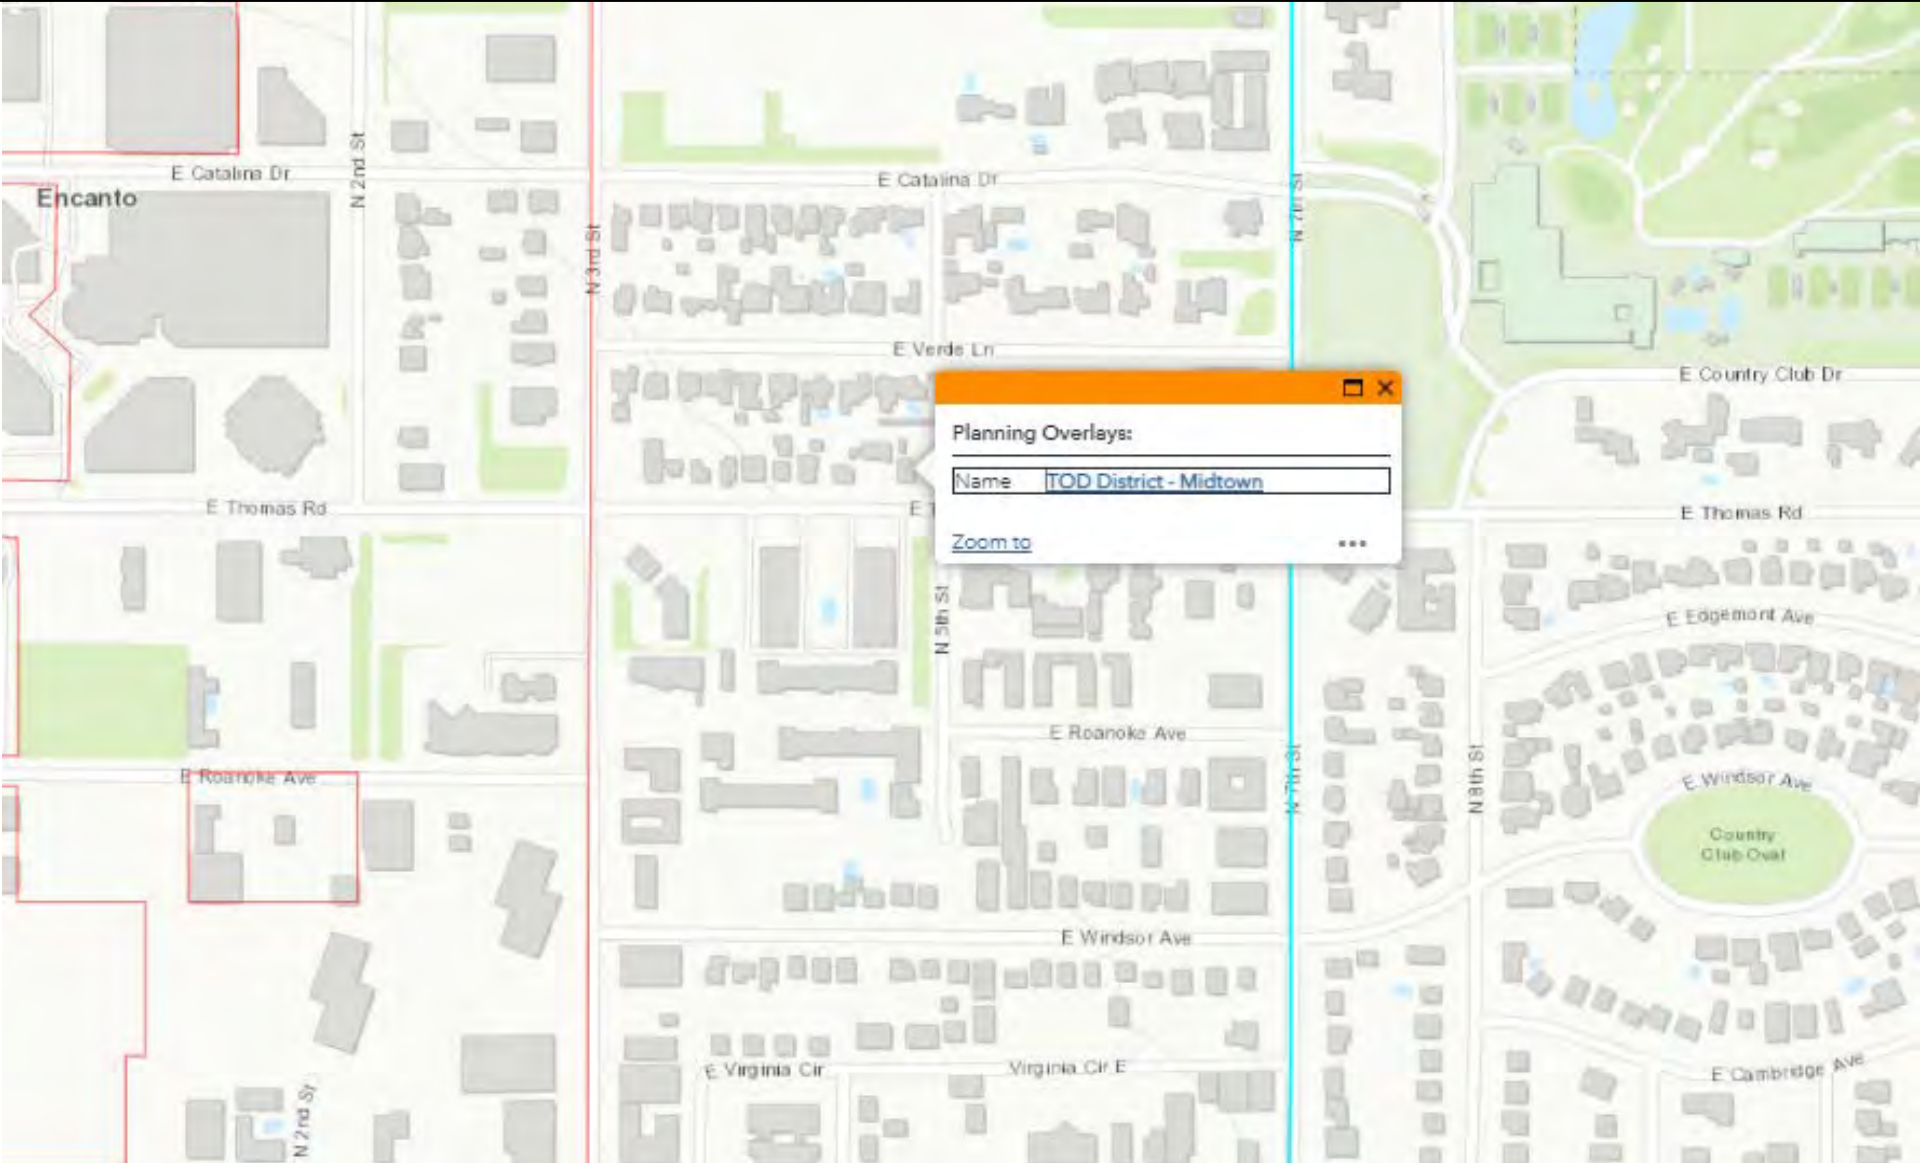 E Catalina Dr
N 2nd St
Encanto
E Catalina Dr
N 3rd St
N 7th St
E Verde Ln
E Country Club Dr
Planning Overlays:
Name TOD District - Midtown
Zoom to
E Thomas Rd
E T
E Thomas Rd
N 5th St
E Edgemont Ave
E Roanoke Ave
E Roanoke Ave
N 7th St
N 8th St
E Windsor Ave
Country
Club Oval
E Windsor Ave
E Virginia Cir
Virginia Cir E
E Cambridge Ave
N 2nd St